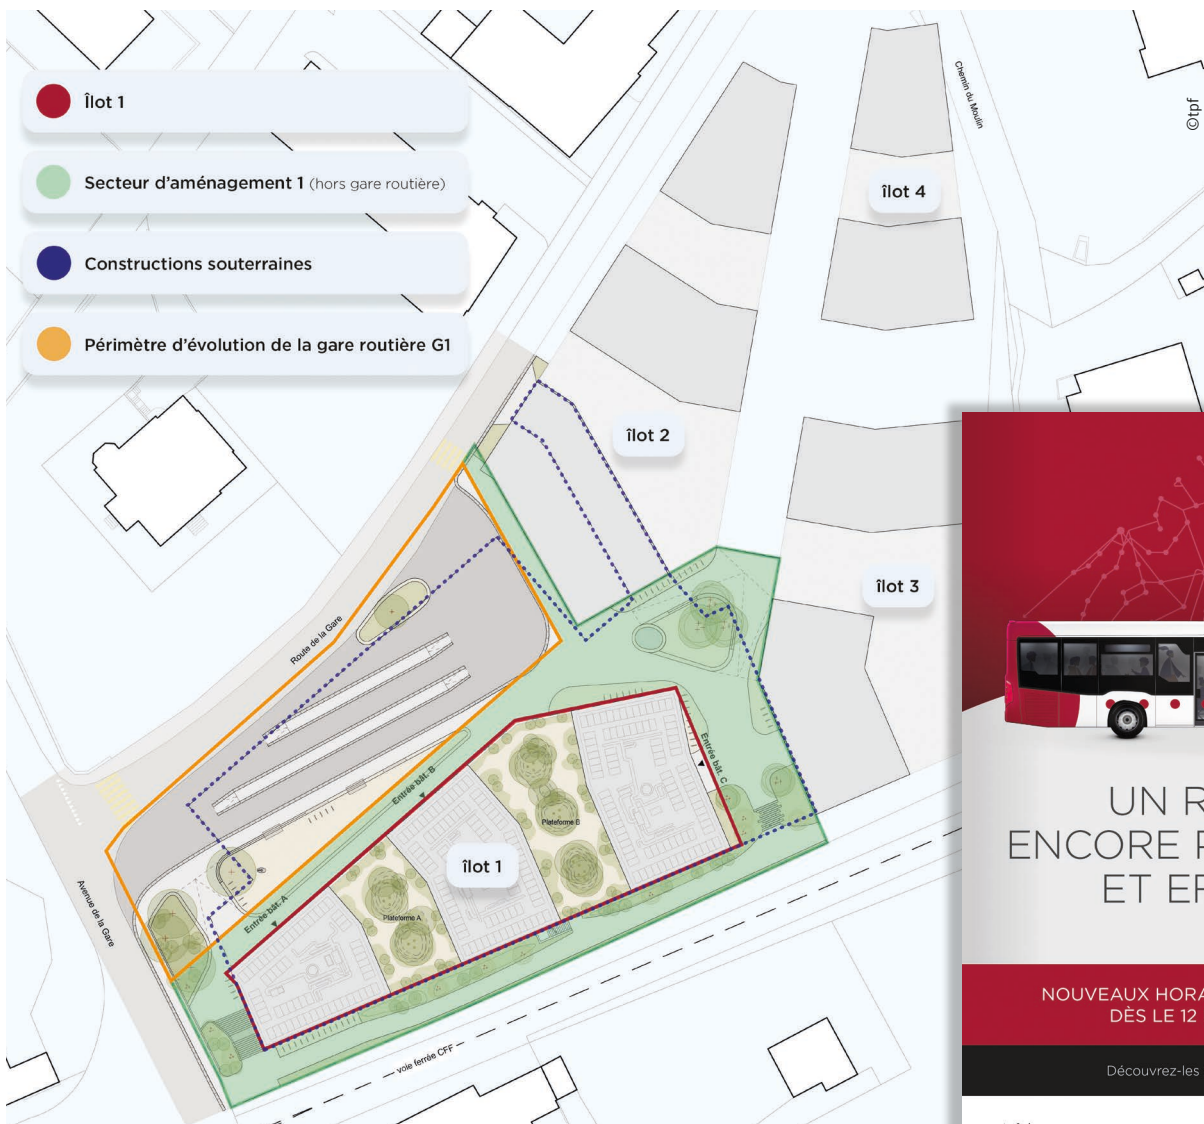 Îlot 1
Secteur d'aménagement 1 (hors gare routière)
Constructions souterraines
Périmètre d'évolution de la gare routière G1
Chemin du Moulin
©tpf
îlot 4
îlot 2
îlot 3
Route de la Gare
Entrée bât. B
Entrée bât. C
Plateforme B
îlot 1
Entrée bât. A
Plateforme A
Avenue de la Gare
voie ferrée CFF
UN R
ENCORE
ET
NOUVEAUX HORA
DÈS LE 12
Découvrez-les